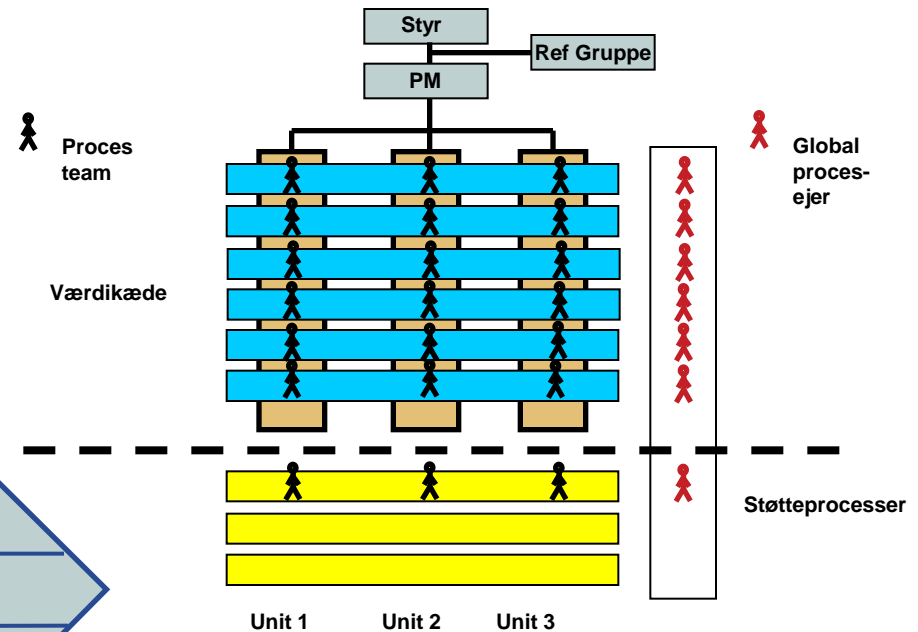 Styr
Ref Gruppe
PM
Proces
team
Global
proces-
ejer
Værdikæde
Støtteprocesser
Unit 1
Unit 2
Unit 3